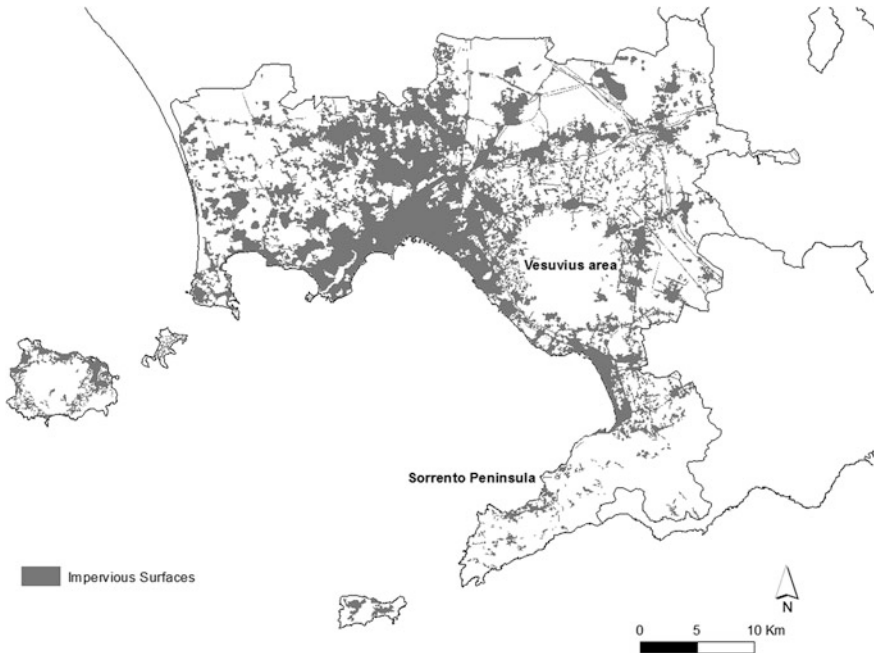 Vesuvius area
Sorrento Peninsula
Impervious Surfaces
N
0 5 10 Km